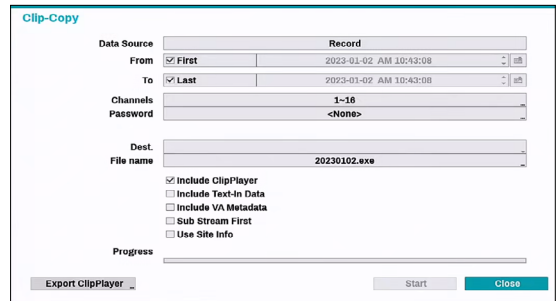 Clip-Copy
Data Source Record
From First 2023-01-02 AM 10:43:08
To Last 2023-01-02 AM 10:43:08
Channels 1~16
Password <None>
Dest.
File name 20230102.exe
Include ClipPlayer
Include Text-In Data
Include VA Metadata
Sub Stream First
Use Site Info
Progress
Export ClipPlayer Start Close